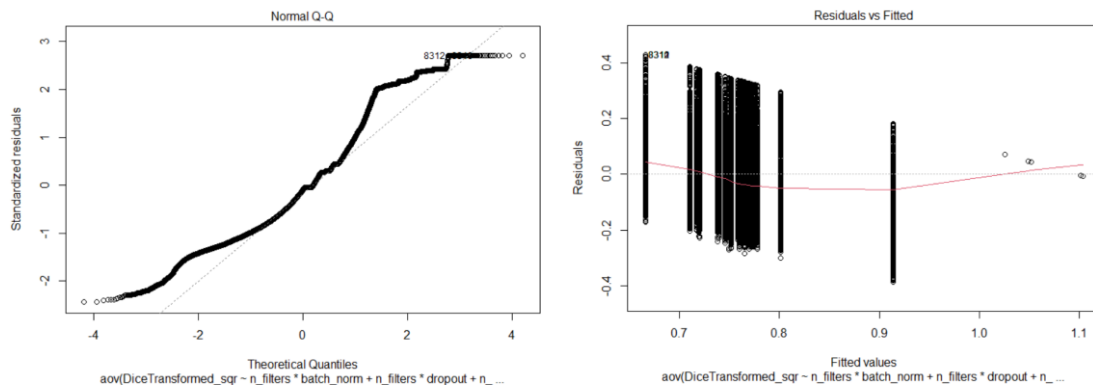 Normal Q-Q
Standardized residuals
3
2
1
0
-1
-2
8312
-4
-2
0
2
4
Theoretical Quantiles
aov(DiceTransformed_sqr ~ n_filters * batch_norm + n_filters * dropout + n_ ...
Residuals vs Fitted
Residuals
0.4
0.2
0.0
-0.2
-0.4
0.7
0.8
0.9
1.0
1.1
Fitted values
aov(DiceTransformed_sqr ~ n_filters * batch_norm + n_filters * dropout + n_ ...